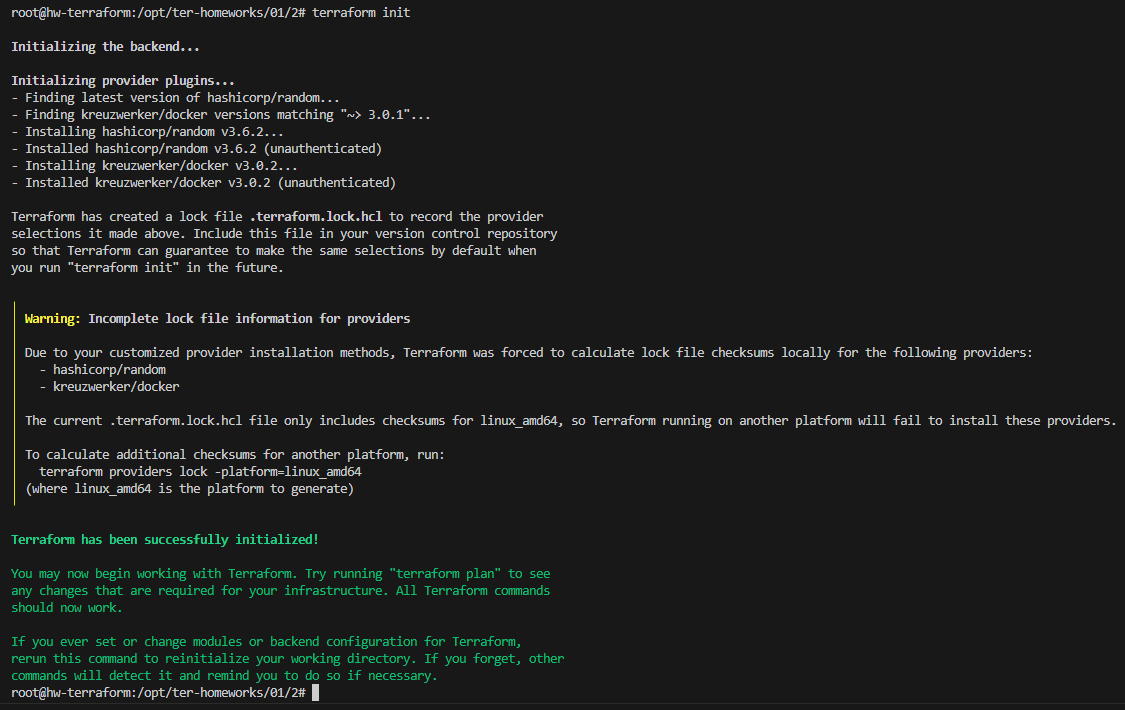 root@hw-terraform:/opt/ter-homeworks/01/2# terraform init
Initializing the backend...
Initializing provider plugins...
- Finding latest version of hashicorp/random...
- Finding kreuzwerker/docker versions matching "~> 3.0.1"...
- Installing hashicorp/random v3.6.2...
- Installed hashicorp/random v3.6.2 (unauthenticated)
- Installing kreuzwerker/docker v3.0.2...
- Installed kreuzwerker/docker v3.0.2 (unauthenticated)
Terraform has created a lock file .terraform.lock.hcl to record the provider
selections it made above. Include this file in your version control repository
so that Terraform can guarantee to make the same selections by default when
you run "terraform init" in the future.
Warning: Incomplete lock file information for providers
Due to your customized provider installation methods, Terraform was forced to calculate lock file checksums locally for the following providers:
- hashicorp/random
- kreuzwerker/docker
The current .terraform.lock.hcl file only includes checksums for linux_amd64, so Terraform running on another platform will fail to install these providers.
To calculate additional checksums for another platform, run:
terraform providers lock -platform=linux_amd64
(where linux_amd64 is the platform to generate)
Terraform has been successfully initialized!
You may now begin working with Terraform. Try running "terraform plan" to see
any changes that are required for your infrastructure. All Terraform commands
should now work.
If you ever set or change modules or backend configuration for Terraform,
rerun this command to reinitialize your working directory. If you forget, other
commands will detect it and remind you to do so if necessary.
root@hw-terraform:/opt/ter-homeworks/01/2#